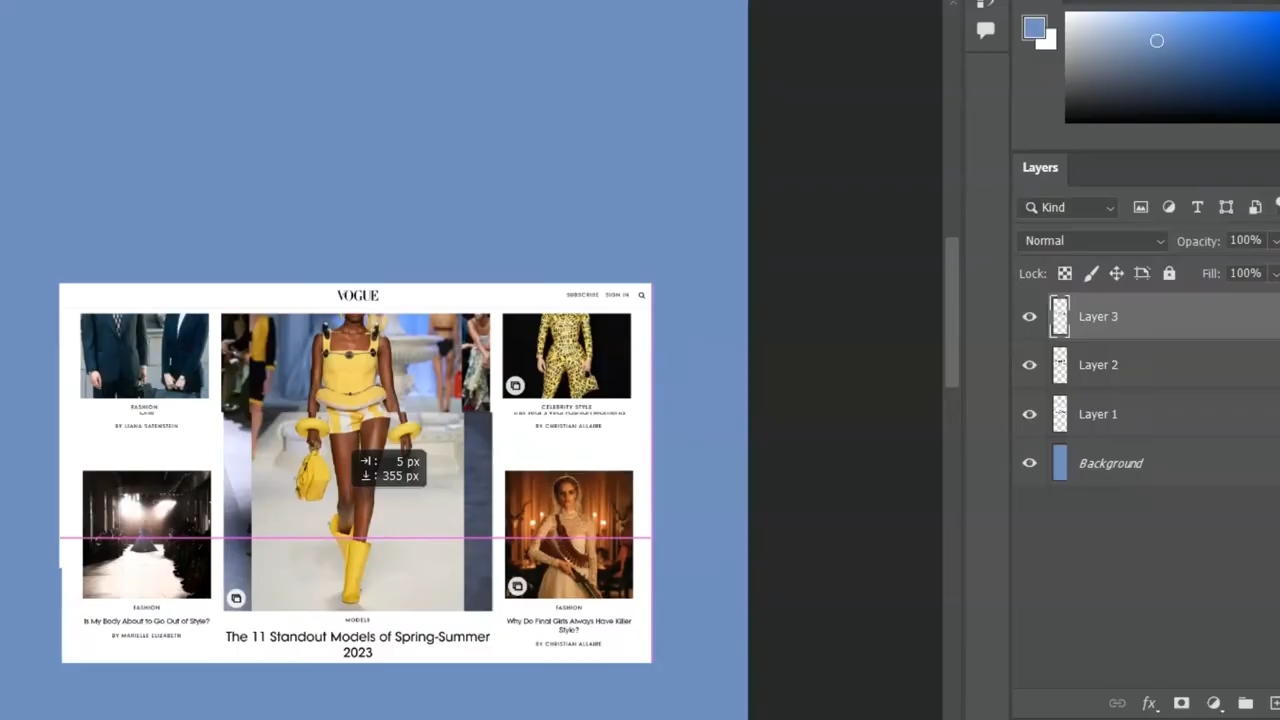 Layers
Kind
Normal
Opacity: 100%
Lock:
Fill: 100%
Layer 3
Layer 2
Layer 1
Background
VOGUE
SUBSCRIBE SIGN IN
FASHION
BY LIANA SATENSTEIN
CELEBRITY STYLE
BY CHRISTIAN ALLAIRE
5 px
355 px
FASHION
Is My Body About to Go Out of Style?
BY MARIELLE ELIZABETH
MODELS
The 11 Standout Models of Spring-Summer
2023
FASHION
Why Do Final Girls Always Have Killer
Style?
BY CHRISTIAN ALLAIRE
fx